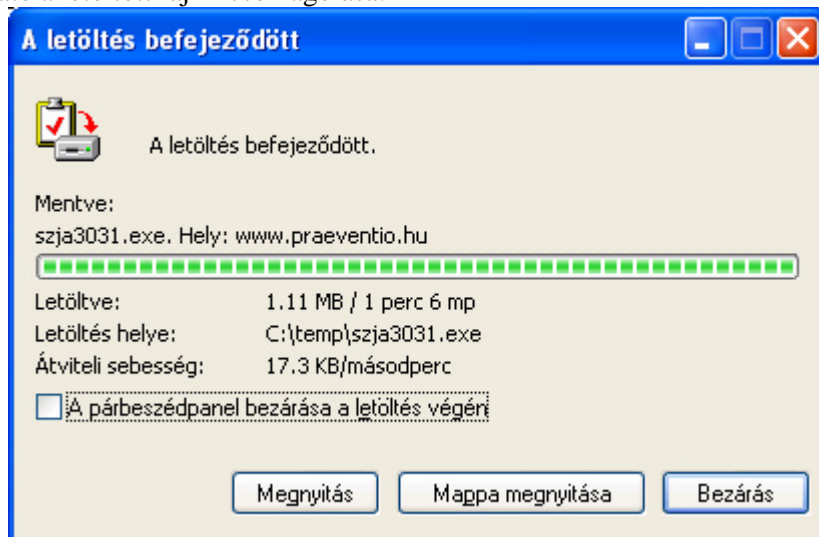 A letöltés befejeződött
A letöltés befejeződött.
Mentve:
szja3031.exe. Hely: www.praeventio.hu
Letöltve: 1.11 MB / 1 perc 6 mp
Letöltés helye: C:\temp\szja3031.exe
Átviteli sebesség: 17.3 KB/másodperc
A párbeszédpanel bezárása a letöltés végén
Megnyitás Mappa megnyitása Bezárás